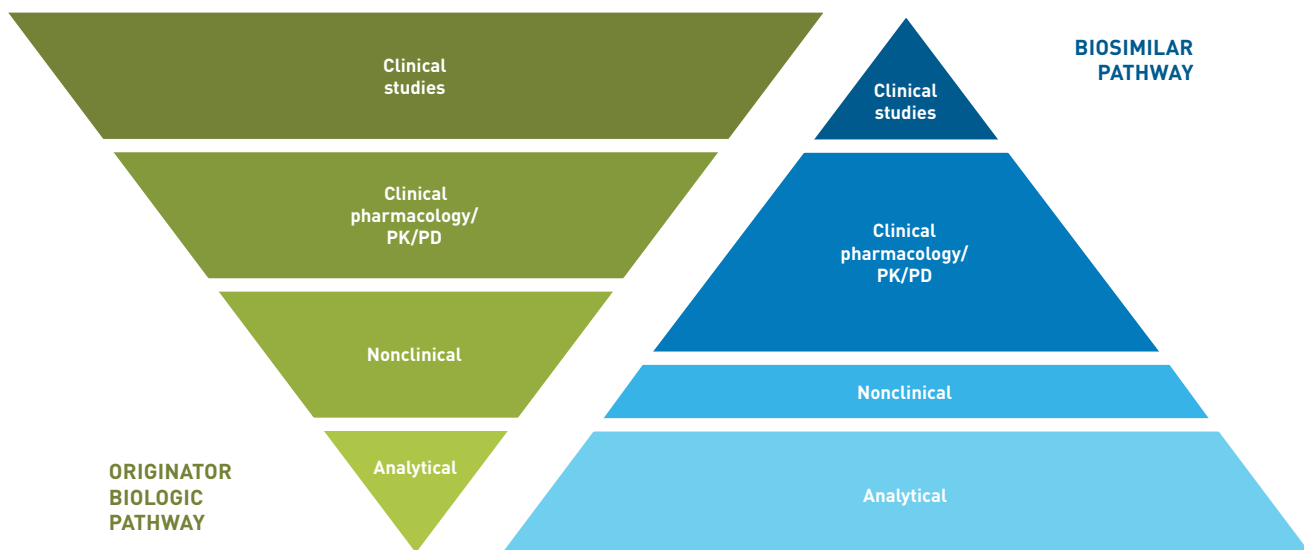 Clinical
studies
Clinical
pharmacology/
PK/PD
Nonclinical
Analytical
ORIGINATOR
BIOLOGIC
PATHWAY
BIOSIMILAR
PATHWAY
Clinical
studies
Clinical
pharmacology/
PK/PD
Nonclinical
Analytical